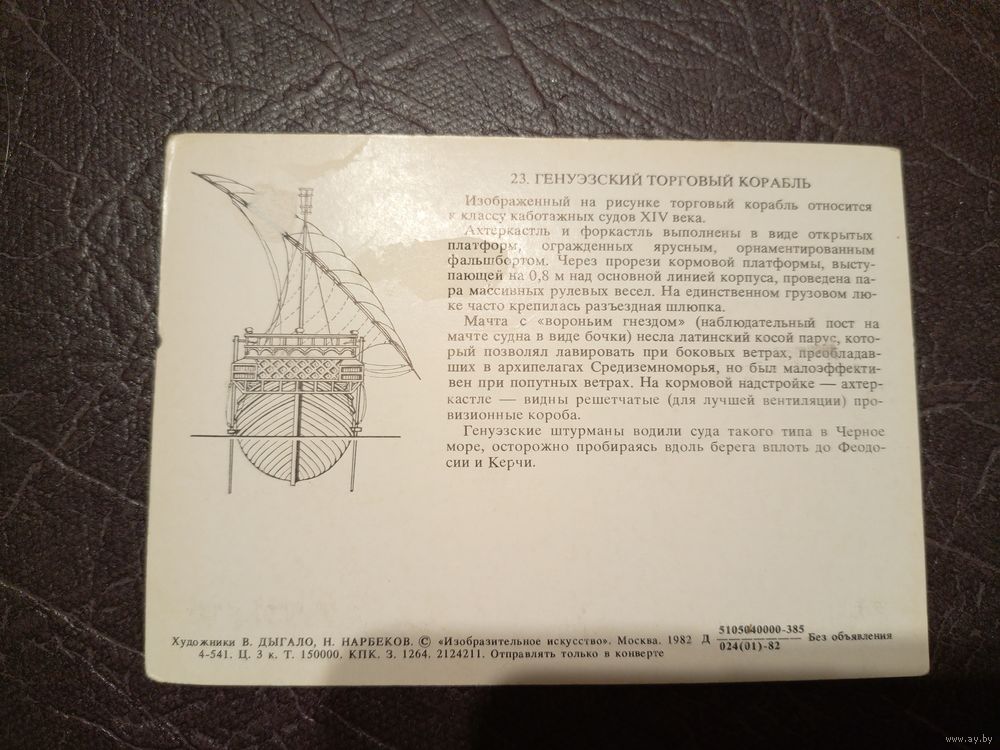 23. ГЕНУЭЗСКИЙ ТОРГОВЫЙ КОРАБЛЬ
Изображенный на рисунке торговый корабль относится
к классу каботажных судов XIV века.
Ахтеркастль и форкастль выполнены в виде открытых
платформ, огражденных ярусным, орнаментированным
фальшбортом. Через прорези кормовой платформы, высту-
пающей на 0,8 м над основной линией корпуса, проведена па-
ра массивных рулевых весел. На единственном грузовом лю-
ке часто крепилась разъездная шлюпка.
Мачта с «вороньим гнездом» (наблюдательный пост на
мачте судна в виде бочки) несла латинский косой парус, кото-
рый позволял лавировать при боковых ветрах, преобладав-
ших в архипелагах Средиземноморья, но был малоэффекти-
вен при попутных ветрах. На кормовой надстройке — ахтер-
кастле — видны решетчатые (для лучшей вентиляции) про-
визионные короба.
Генуэзские штурманы водили суда такого типа в Черное
море, осторожно пробираясь вдоль берега вплоть до Феодо-
сии и Керчи.
Художники В. ДЫГАЛО, Н. НАРБЕКОВ. © «Изобразительное искусство». Москва. 1982 Д 5105040000-385 / 024(01)-82 Без объявления
4-541. Ц. 3 к. Т. 150000. КПК. З. 1264. 2124211. Отправлять только в конверте
www.ay.by